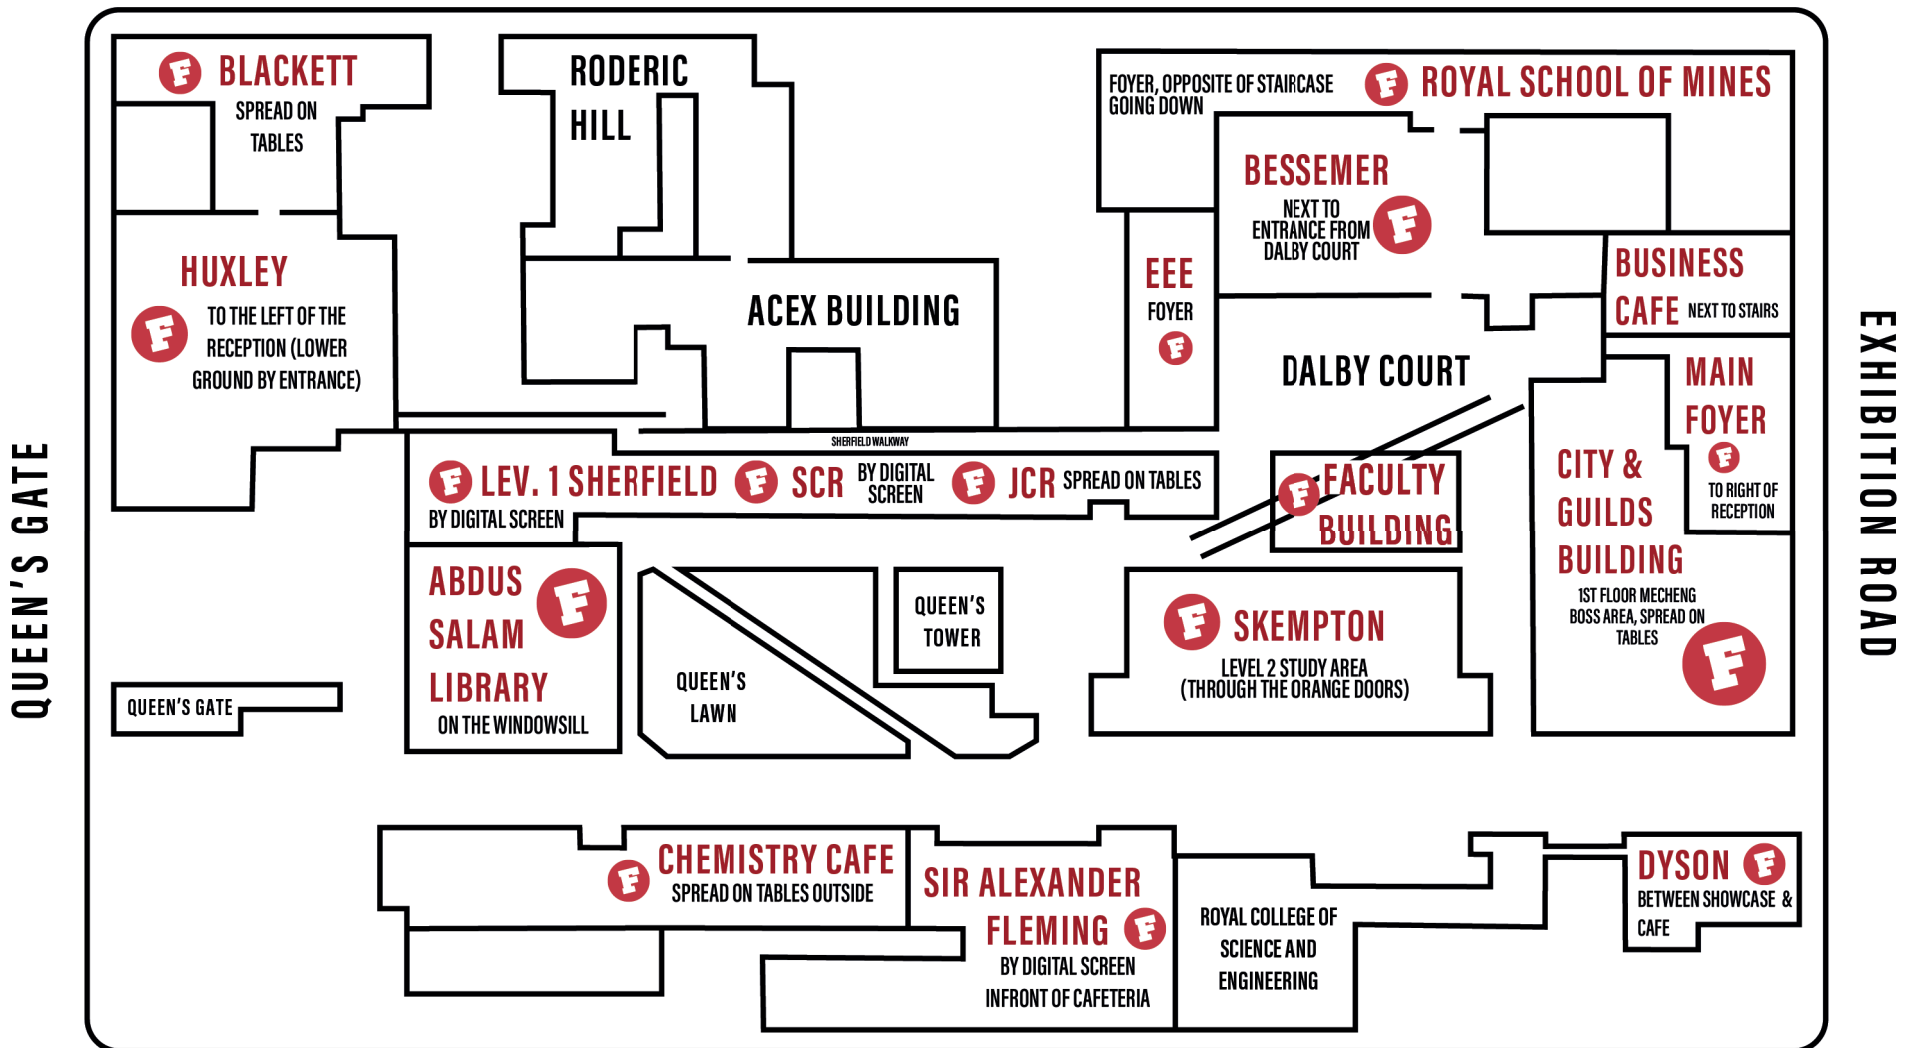 F BLACKETT
SPREAD ON
TABLES
RODERIC
HILL
FOYER, OPPOSITE OF STAIRCASE
GOING DOWN
F ROYAL SCHOOL OF MINES
BESSEMER
NEXT TO
ENTRANCE FROM
DALBY COURT
F
HUXLEY
F
TO THE LEFT OF THE
RECEPTION (LOWER
GROUND BY ENTRANCE)
ACEX BUILDING
EEE
FOYER
F
BUSINESS
CAFE NEXT TO STAIRS
DALBY COURT
MAIN
FOYER
F
TO RIGHT OF
RECEPTION
QUEEN'S GATE
EXHIBITION ROAD
SHERFIELD WALKWAY
F LEV. 1 SHERFIELD
BY DIGITAL SCREEN
F SCR
BY DIGITAL
SCREEN
F JCR SPREAD ON TABLES
F FACULTY
BUILDING
CITY &
GUILDS
BUILDING
1ST FLOOR MECHENG
BOSS AREA, SPREAD ON
TABLES
F
ABDUS
SALAM
LIBRARY
F
ON THE WINDOWSILL
QUEEN'S
LAWN
QUEEN'S
TOWER
F SKEMPTON
LEVEL 2 STUDY AREA
(THROUGH THE ORANGE DOORS)
QUEEN'S GATE
F CHEMISTRY CAFE
SPREAD ON TABLES OUTSIDE
SIR ALEXANDER
FLEMING F
BY DIGITAL SCREEN
INFRONT OF CAFETERIA
ROYAL COLLEGE OF
SCIENCE AND
ENGINEERING
DYSON F
BETWEEN SHOWCASE &
CAFE